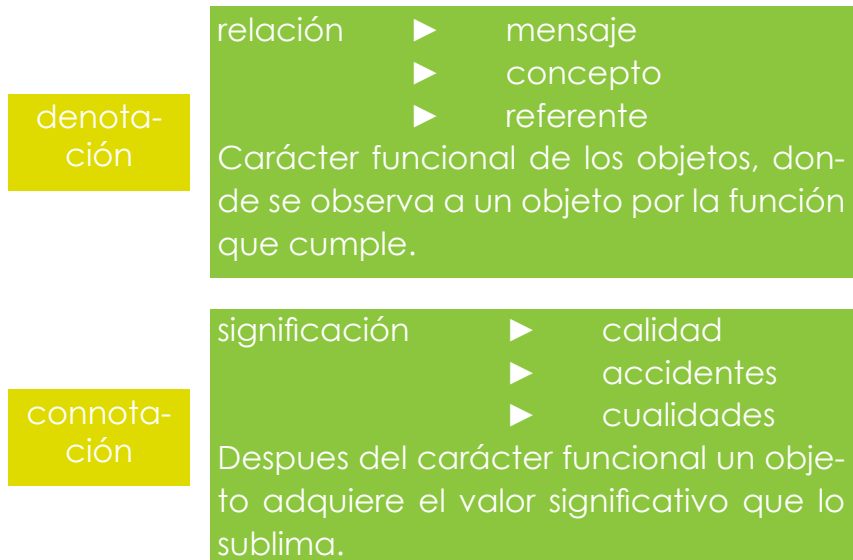 denota-
ción
relación ► mensaje
► concepto
► referente
Carácter funcional de los objetos, don-
de se observa a un objeto por la función
que cumple.
connota-
ción
significación ► calidad
► accidentes
► cualidades
Despues del carácter funcional un obje-
to adquiere el valor significativo que lo
sublima.